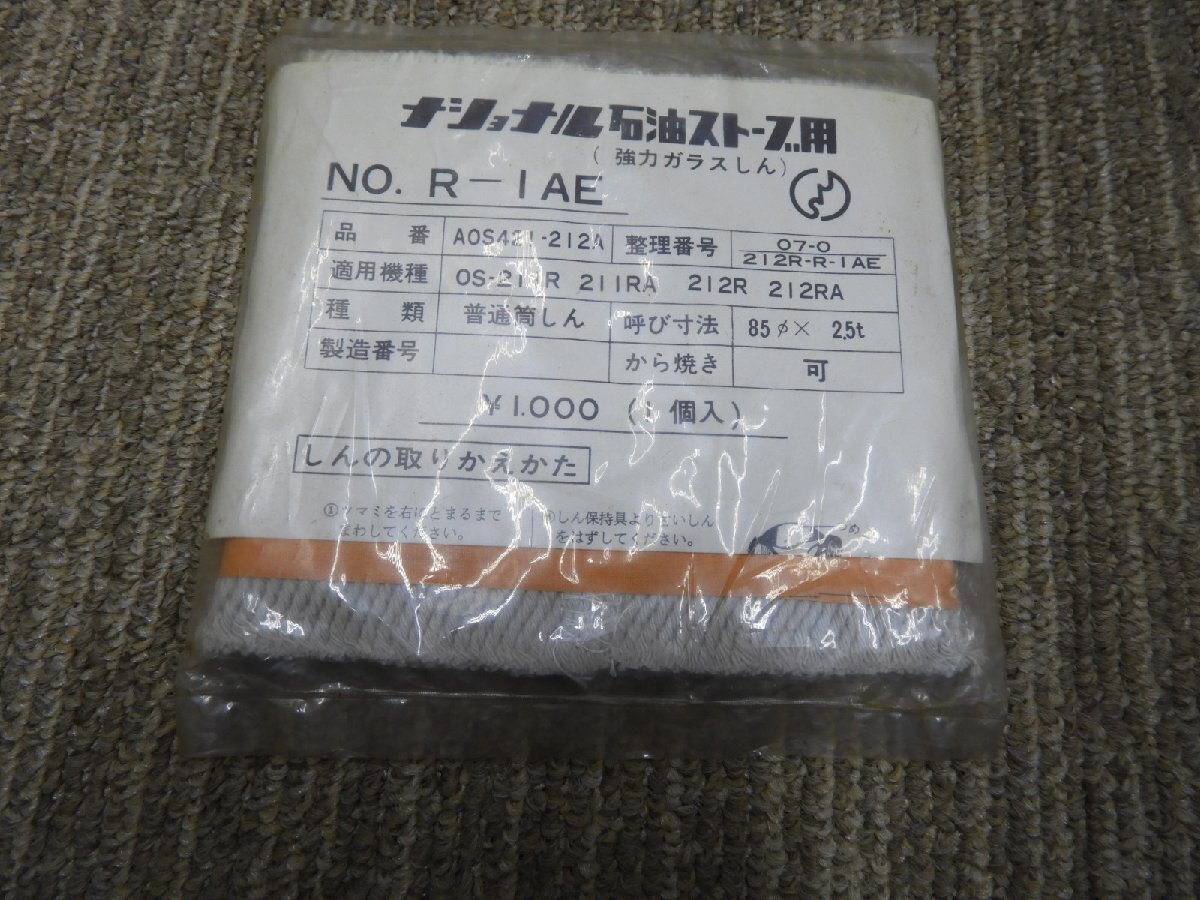 ナショナル石油ストーブ用
(強力ガラスしん)
NO. R-1AE
品番 AOS421-212A 整理番号 07-0 212R-R-1AE
適用機種 211RA 212R 212RA
種類 普通筒しん 呼び寸法 85φ× 2.5t
製造番号 から焼き 可
¥1.000 (1個入)
しんの取りかえかた
①ツマミを右にとまるまで
まわしてください。
しん保持具より
をはずしてください。